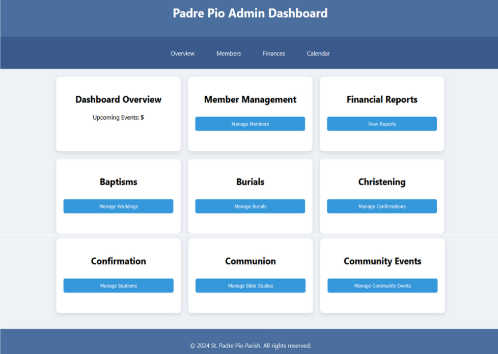 Padre Pio Admin Dashboard
Overview Members Finances Calendar
Dashboard Overview
Upcoming Events: 5
Member Management
Manage Members
Financial Reports
View Reports
Baptisms
Manage Weddings
Burials
Manage Burials
Christening
Manage Confirmations
Confirmation
Manage Baptisms
Communion
Manage Bible Studies
Community Events
Manage Community Events
© 2024 St. Padre Pio Parish. All rights reserved.